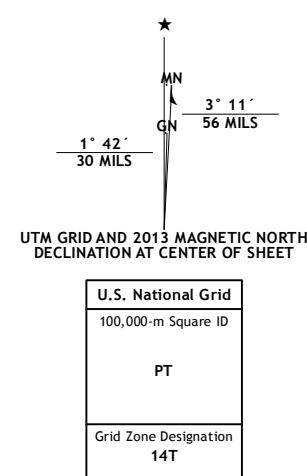 ★
MN
3° 11´
56 MILS
GN
1° 42´
30 MILS
UTM GRID AND 2013 MAGNETIC NORTH
DECLINATION AT CENTER OF SHEET
U.S. National Grid
100,000-m Square ID
PT
Grid Zone Designation
14T